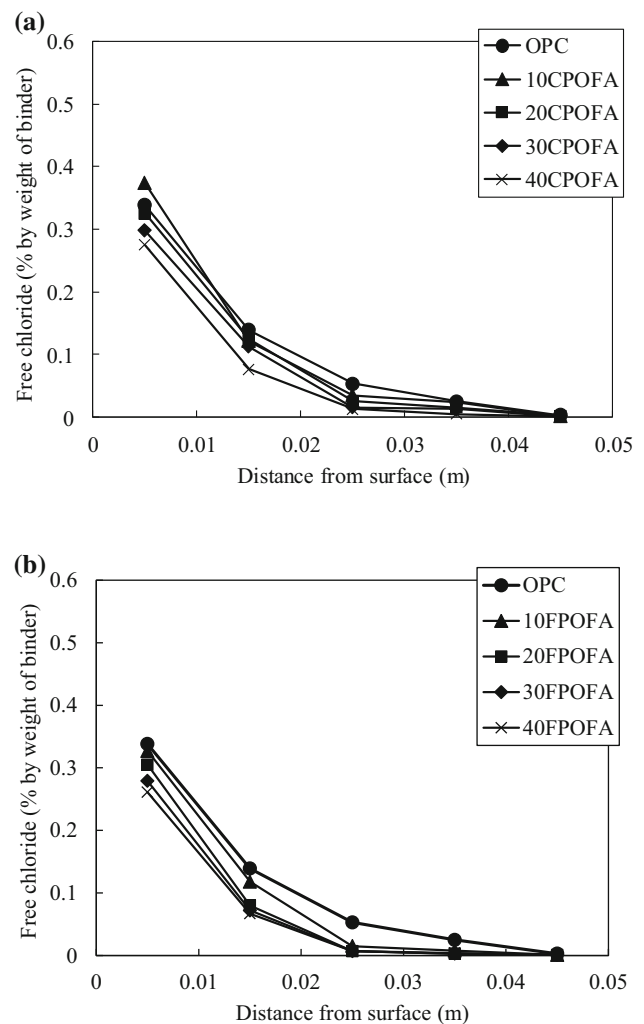 (a)
0.6
0.5
0.4
0.3
0.2
0.1
0
Free chloride (% by weight of binder)
OPC
10CPOFA
20CPOFA
30CPOFA
40CPOFA
0 0.01 0.02 0.03 0.04 0.05
Distance from surface (m)
(b)
0.6
0.5
0.4
0.3
0.2
0.1
0
Free chloride (% by weight of binder)
OPC
10FPOFA
20FPOFA
30FPOFA
40FPOFA
0 0.01 0.02 0.03 0.04 0.05
Distance from surface (m)